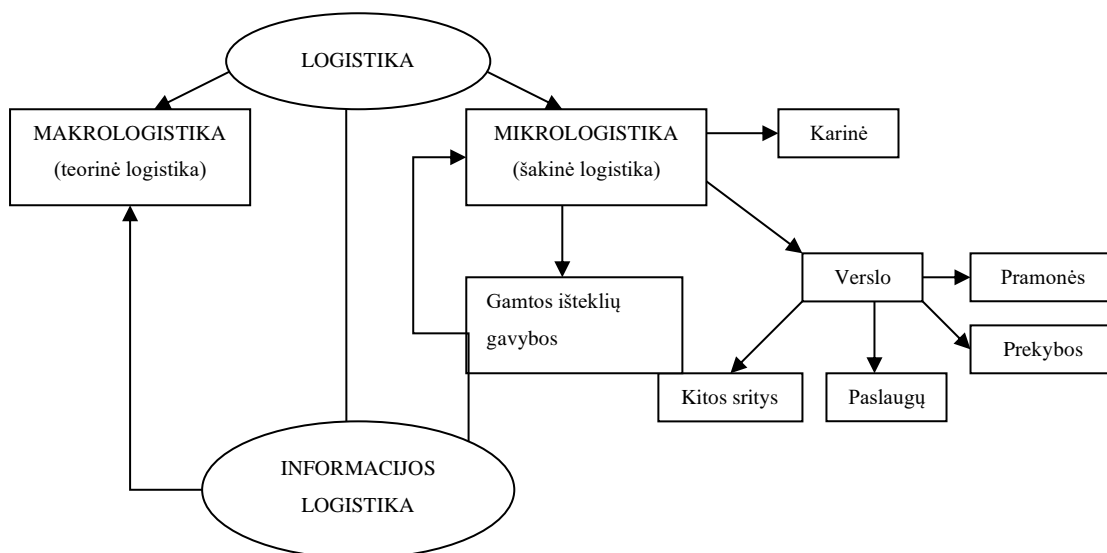 LOGISTIKA
MAKROLOGISTIKA
(teorinė logistika)
MIKROLOGISTIKA
(šakinė logistika)
Karinė
Verslo
Pramonės
Gamtos išteklių
gavybos
Prekybos
Kitos sritys
Paslaugų
INFORMACIJOS
LOGISTIKA